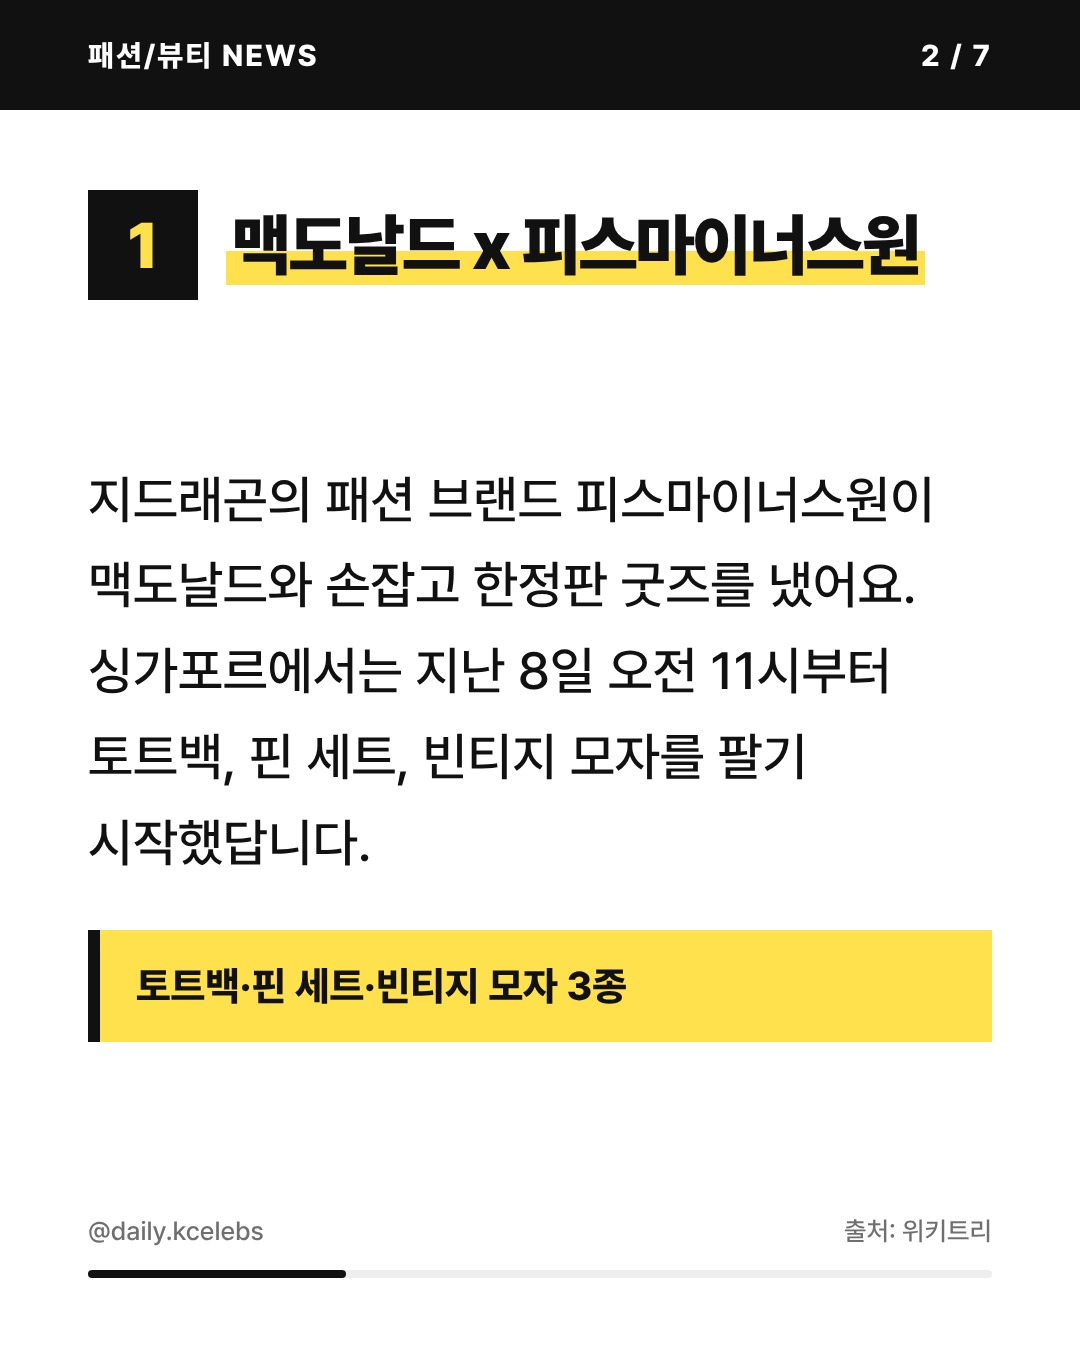 패션/뷰티 NEWS
2 / 7
1
맥도날드 x 피스마이너스원
지드래곤의 패션 브랜드 피스마이너스원이
맥도날드와 손잡고 한정판 굿즈를 냈어요.
싱가포르에서는 지난 8일 오전 11시부터
토트백, 핀 세트, 빈티지 모자를 팔기
시작했답니다.
토트백·핀 세트·빈티지 모자 3종
@daily.kcelebs
출처: 위키트리